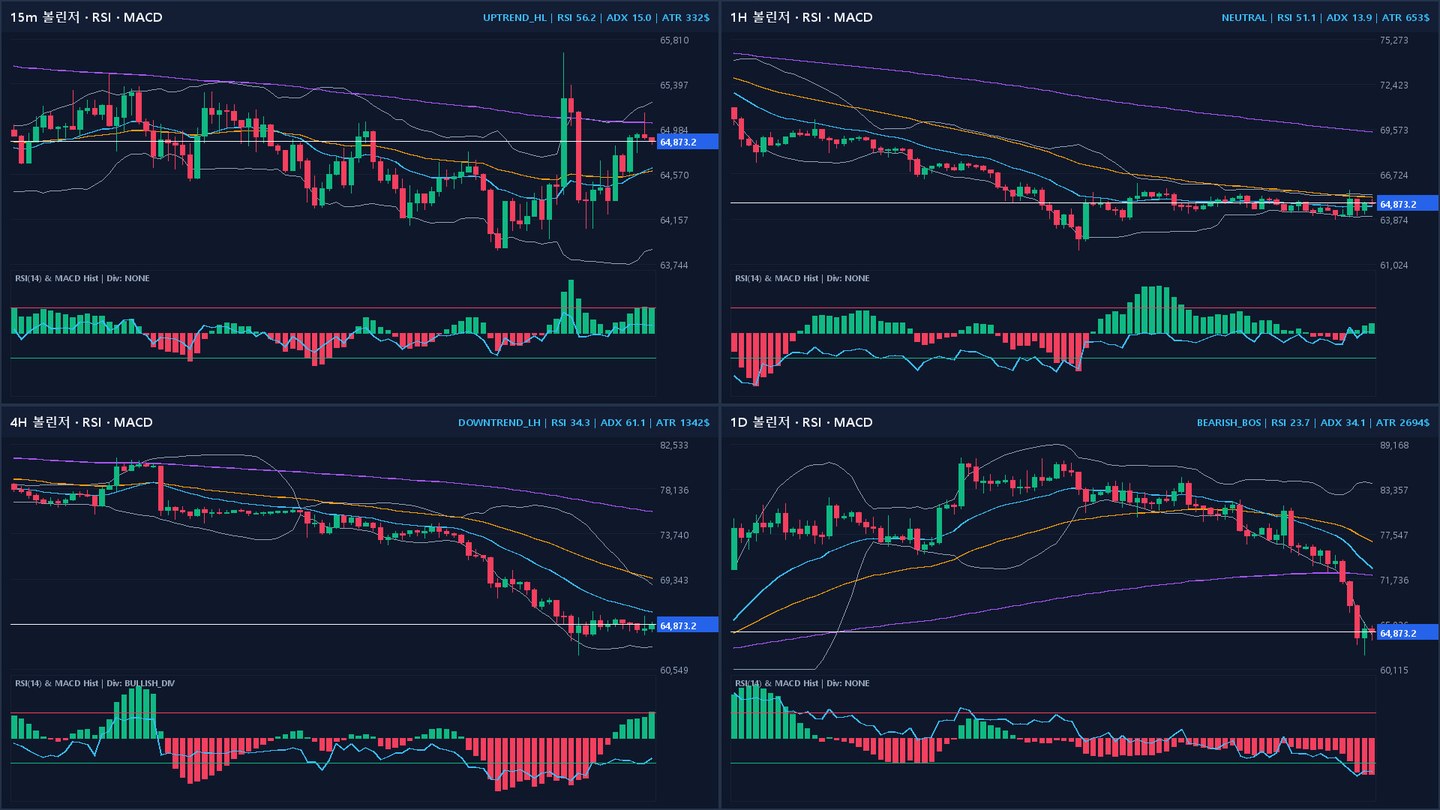 15m 볼린저 · RSI · MACD
UPTREND_HL | RSI 56.2 | ADX 15.0 | ATR 332$
65,810
65,397
64,984
64,873.2
64,570
64,157
63,744
RSI(14) & MACD Hist | Div: NONE
1H 볼린저 · RSI · MACD
NEUTRAL | RSI 51.1 | ADX 13.9 | ATR 653$
75,273
72,423
69,573
66,724
64,873.2
63,874
61,024
RSI(14) & MACD Hist | Div: NONE
4H 볼린저 · RSI · MACD
DOWNTREND_LH | RSI 34.3 | ADX 61.1 | ATR 1342$
82,533
78,136
73,740
69,343
64,873.2
60,549
RSI(14) & MACD Hist | Div: BULLISH_DIV
1D 볼린저 · RSI · MACD
BEARISH_BOS | RSI 23.7 | ADX 34.1 | ATR 2694$
89,168
83,357
77,547
71,736
64,873.2
60,115
RSI(14) & MACD Hist | Div: NONE